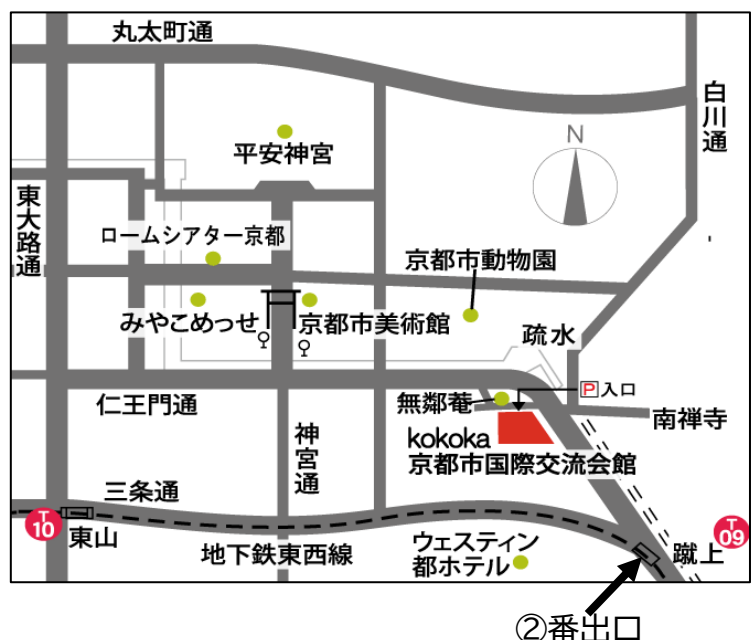 丸太町通
白川通
平安神宮
N
東大路通
ロームシアター京都
京都市動物園
みやこめっせ
京都市美術館
疏水
P入口
仁王門通
無鄰菴
南禅寺
神宮通
kokoka
京都市国際交流会館
三条通
T
10
東山
地下鉄東西線
ウェスティン
都ホテル
蹴上
T
09
②番出口